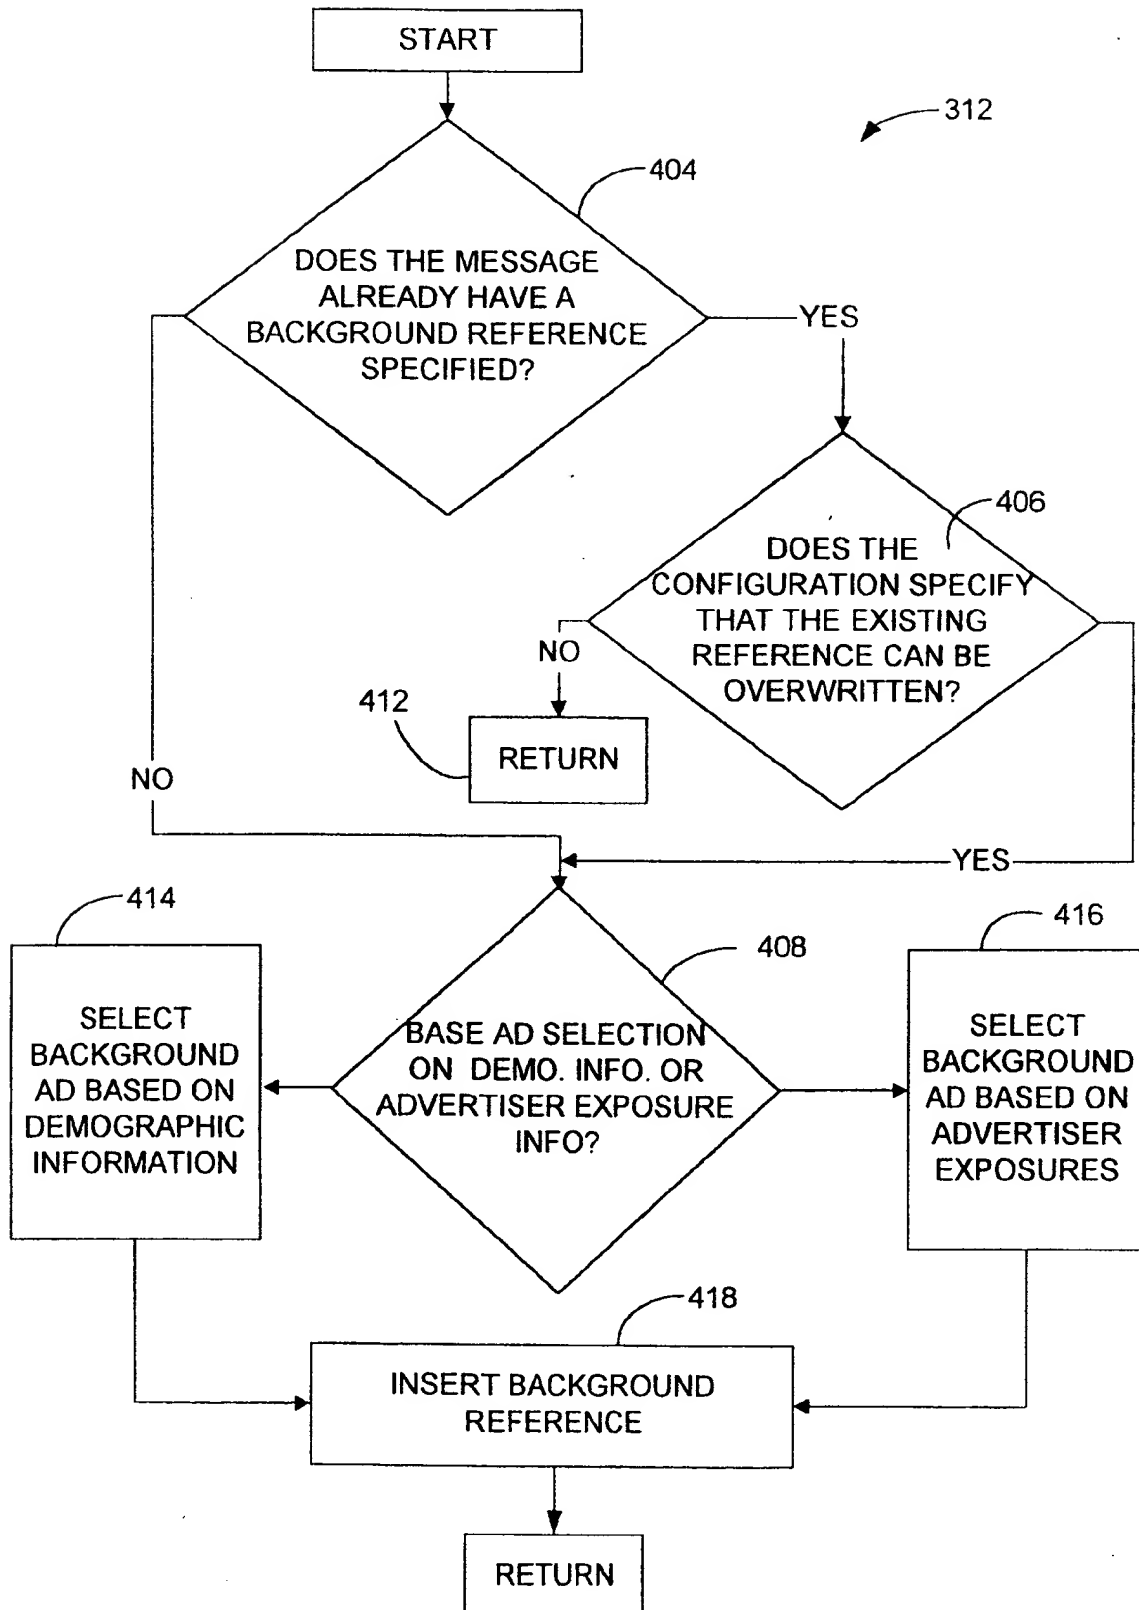 START
312
404
DOES THE MESSAGE
ALREADY HAVE A
BACKGROUND REFERENCE
SPECIFIED?
YES
406
DOES THE
CONFIGURATION SPECIFY
THAT THE EXISTING
REFERENCE CAN BE
OVERWRITTEN?
NO
412
RETURN
NO
YES
414
408
416
SELECT
BACKGROUND
AD BASED ON
DEMOGRAPHIC
INFORMATION
BASE AD SELECTION
ON DEMO. INFO. OR
ADVERTISER EXPOSURE
INFO?
SELECT
BACKGROUND
AD BASED ON
ADVERTISER
EXPOSURES
418
INSERT BACKGROUND
REFERENCE
RETURN